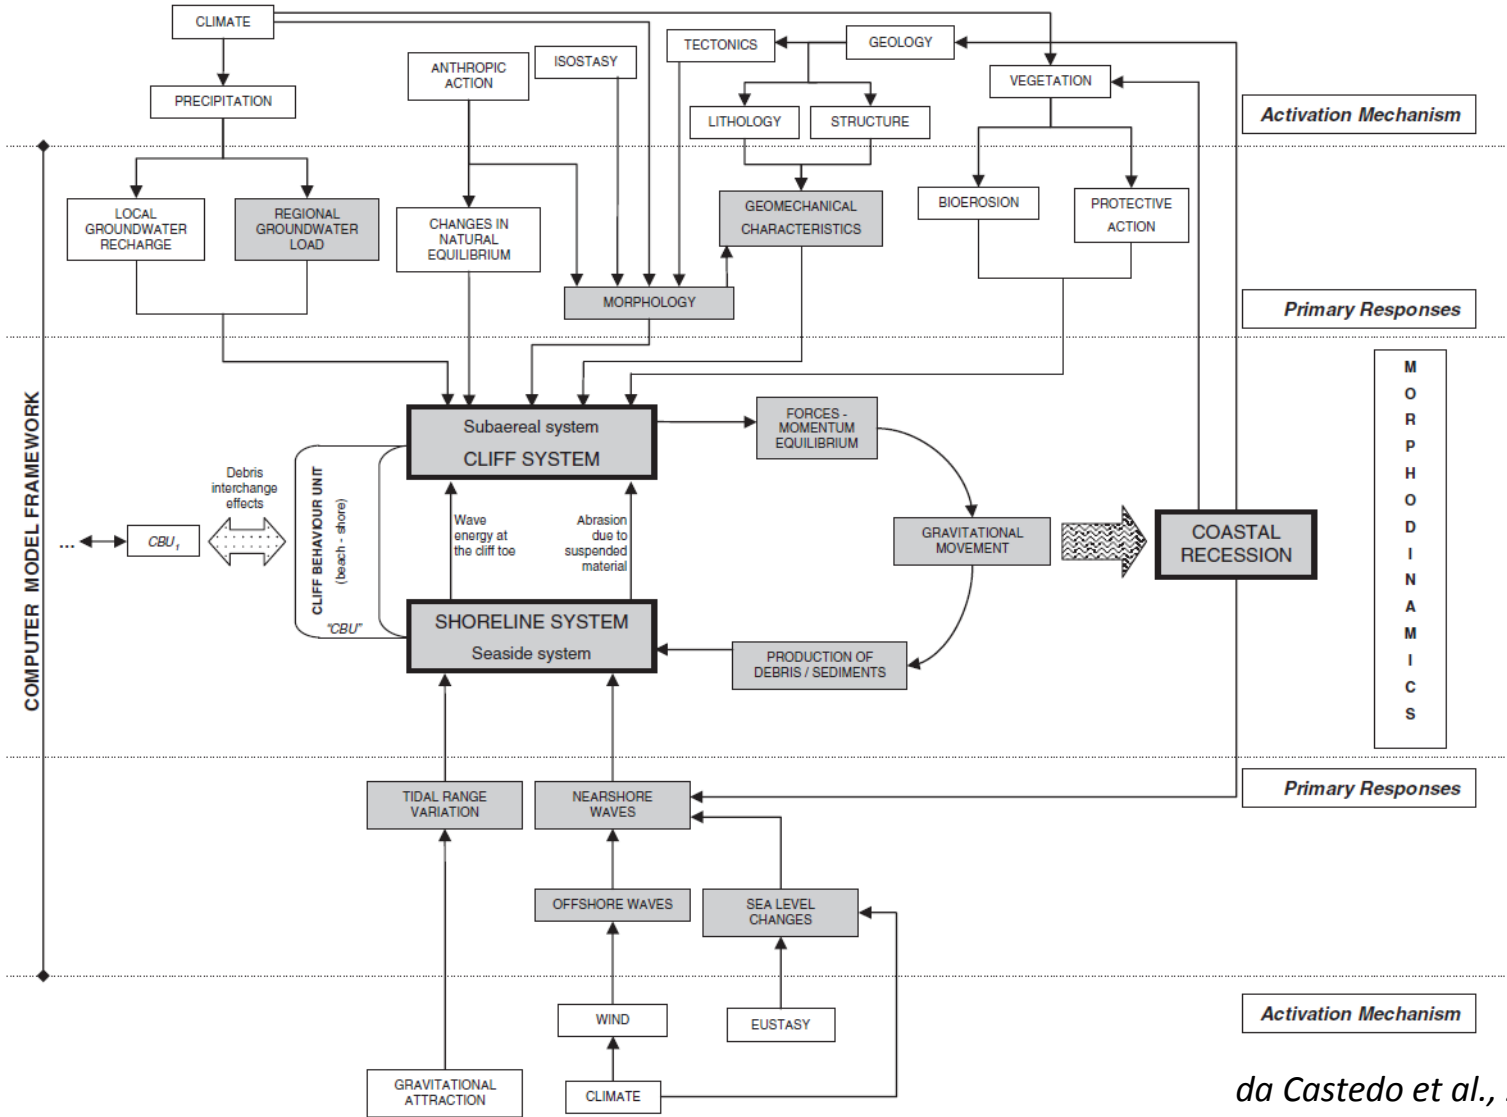 CLIMATE
TECTONICS
GEOLOGY
ANTHROPIC
ACTION
ISOSTASY
VEGETATION
PRECIPITATION
LITHOLOGY
STRUCTURE
Activation Mechanism
LOCAL
GROUNDWATER
RECHARGE
REGIONAL
GROUNDWATER
LOAD
CHANGES IN
NATURAL
EQUILIBRIUM
GEOMECHANICAL
CHARACTERISTICS
BIOEROSION
PROTECTIVE
ACTION
MORPHOLOGY
Primary Responses
COMPUTER MODEL FRAMEWORK
Subaereal system
CLIFF SYSTEM
FORCES -
MOMENTUM
EQUILIBRIUM
Debris
interchange
effects
CLIFF BEHAVIOUR UNIT
(beach - shore)
"CBU"
... CBU1
Wave
energy at
the cliff toe
Abrasion
due to
suspended
material
GRAVITATIONAL
MOVEMENT
COASTAL
RECESSION
MORPHODINAMICS
SHORELINE SYSTEM
Seaside system
PRODUCTION OF
DEBRIS / SEDIMENTS
TIDAL RANGE
VARIATION
NEARSHORE
WAVES
Primary Responses
OFFSHORE WAVES
SEA LEVEL
CHANGES
WIND
EUSTASY
Activation Mechanism
GRAVITATIONAL
ATTRACTION
CLIMATE
da Castedo et al.,